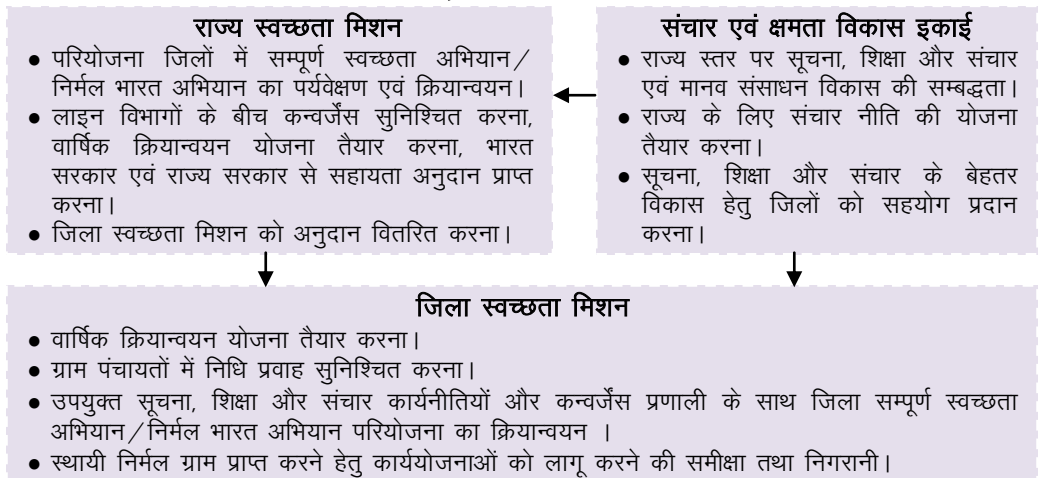 राज्य स्वच्छता मिशन
● परियोजना जिलों में सम्पूर्ण स्वच्छता अभियान/
निर्मल भारत अभियान का पर्यवेक्षण एवं क्रियान्वयन।
● लाइन विभागों के बीच कन्वर्जेंस सुनिश्चित करना,
वार्षिक क्रियान्वयन योजना तैयार करना, भारत
सरकार एवं राज्य सरकार से सहायता अनुदान प्राप्त
करना।
● जिला स्वच्छता मिशन को अनुदान वितरित करना।
संचार एवं क्षमता विकास इकाई
● राज्य स्तर पर सूचना, शिक्षा और संचार
एवं मानव संसाधन विकास की सम्बद्धता।
● राज्य के लिए संचार नीति की योजना
तैयार करना।
● सूचना, शिक्षा और संचार के बेहतर
विकास हेतु जिलों को सहयोग प्रदान
करना।
जिला स्वच्छता मिशन
● वार्षिक क्रियान्वयन योजना तैयार करना।
● ग्राम पंचायतों में निधि प्रवाह सुनिश्चित करना।
● उपयुक्त सूचना, शिक्षा और संचार कार्यनीतियों और कन्वर्जेंस प्रणाली के साथ जिला सम्पूर्ण स्वच्छता
अभियान/निर्मल भारत अभियान परियोजना का क्रियान्वयन ।
● स्थायी निर्मल ग्राम प्राप्त करने हेतु कार्ययोजनाओं को लागू करने की समीक्षा तथा निगरानी।